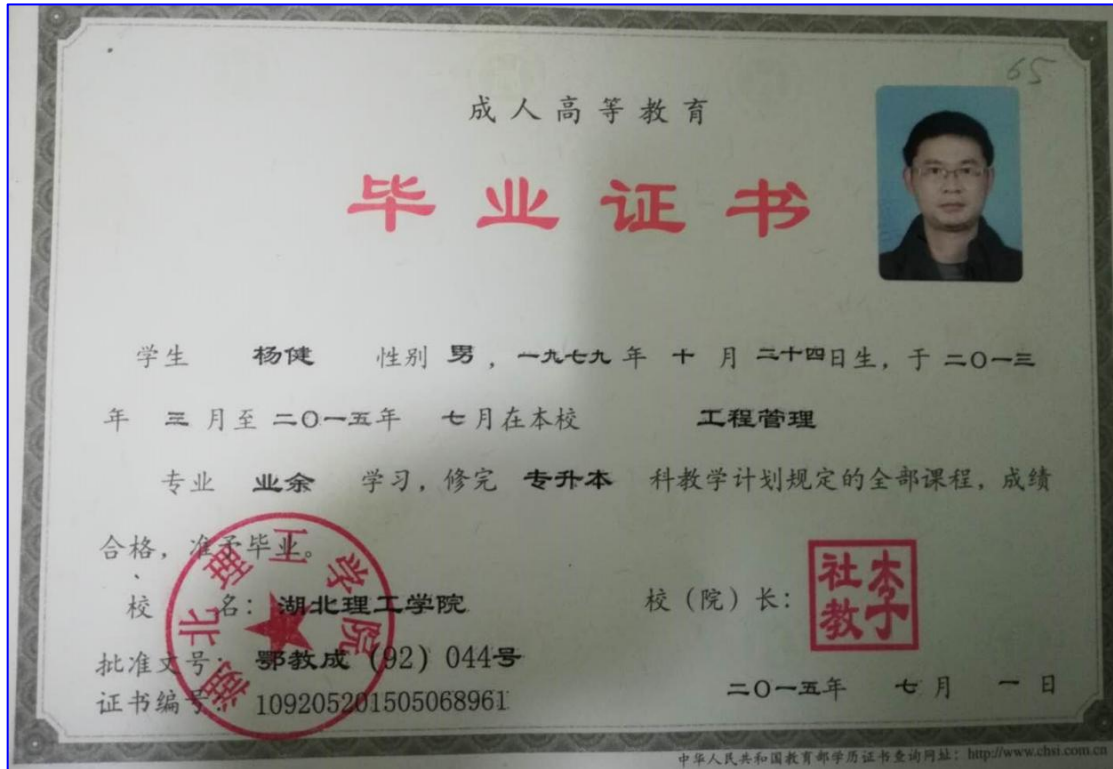 65
成人高等教育
毕业证书
学生 杨健 性别 男，一九七九年 十 月 二十四日生，于 二〇一三
年 三 月至 二〇一五年 七月在本校 工程管理
专业 业余 学习，修完 专升本 科教学计划规定的全部课程，成绩
合格，准予毕业。
校 名：湖北理工学院
校（院）长：
李社教
湖北理工学院
批准文号：鄂教成 (92) 044号
证书编号：109205201505068961
二〇一五年 七月 一日
中华人民共和国教育部学历证书查询网址：http://www.chsi.com.cn